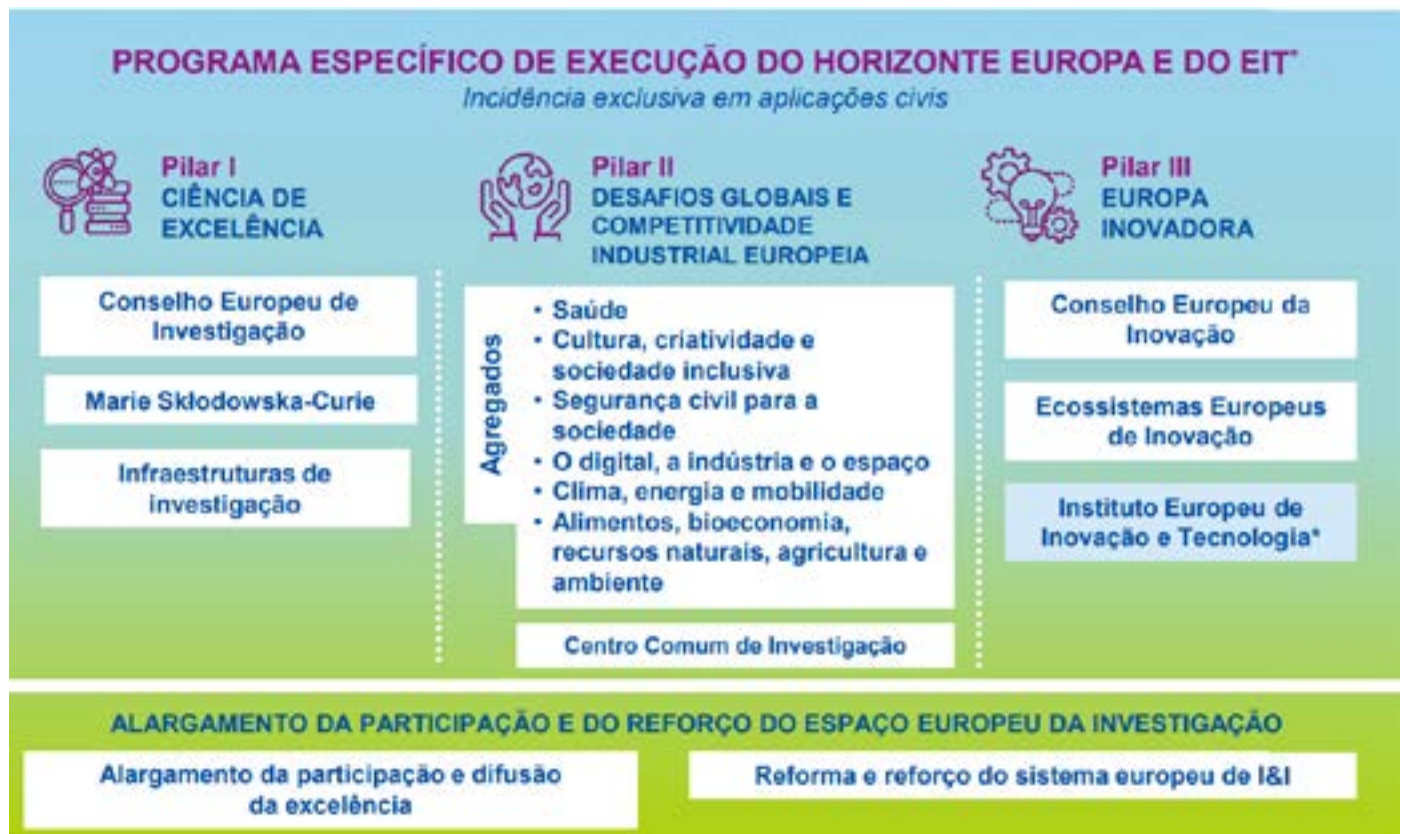 PROGRAMA ESPECÍFICO DE EXECUÇÃO DO HORIZONTE EUROPA E DO EIT*
Incidência exclusiva em aplicações civis
Pilar I
CIÊNCIA DE
EXCELÊNCIA
Conselho Europeu de
Investigação
Marie Skłodowska-Curie
Infraestruturas de
investigação
Pilar II
DESAFIOS GLOBAIS E
COMPETITIVIDADE
INDUSTRIAL EUROPEIA
Agregados
• Saúde
• Cultura, criatividade e
sociedade inclusiva
• Segurança civil para a
sociedade
• O digital, a indústria e o espaço
• Clima, energia e mobilidade
• Alimentos, bioeconomia,
recursos naturais, agricultura e
ambiente
Centro Comum de Investigação
Pilar III
EUROPA
INOVADORA
Conselho Europeu da
Inovação
Ecossistemas Europeus
de Inovação
Instituto Europeu de
Inovação e Tecnologia*
ALARGAMENTO DA PARTICIPAÇÃO E DO REFORÇO DO ESPAÇO EUROPEU DA INVESTIGAÇÃO
Alargamento da participação e difusão
da excelência
Reforma e reforço do sistema europeu de I&I